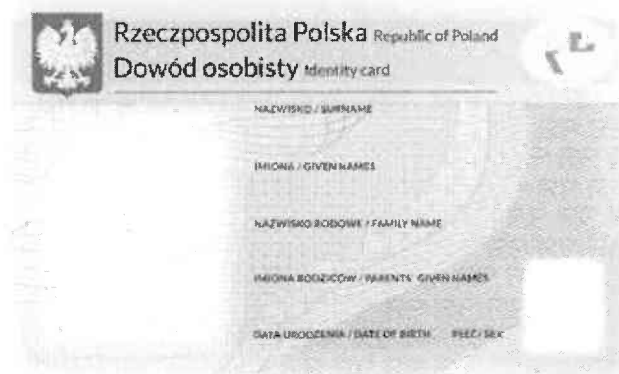 Rzeczpospolita Polska Republic of Poland
Dowód osobisty Identity card
NAZWISKO / SURNAME
IMIONA / GIVEN NAMES
NAZWISKO RODOWE / FAMILY NAME
IMIONA RODZICÓW / PARENTS' GIVEN NAMES
DATA URODZENIA / DATE OF BIRTH PŁEĆ / SEX